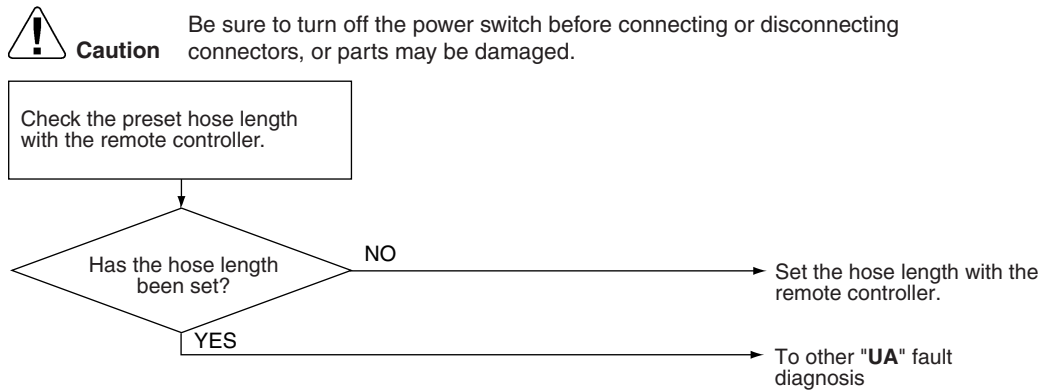 Caution
Be sure to turn off the power switch before connecting or disconnecting
connectors, or parts may be damaged.
Check the preset hose length
with the remote controller.
Has the hose length
been set?
NO
Set the hose length with the
remote controller.
YES
To other "UA" fault
diagnosis